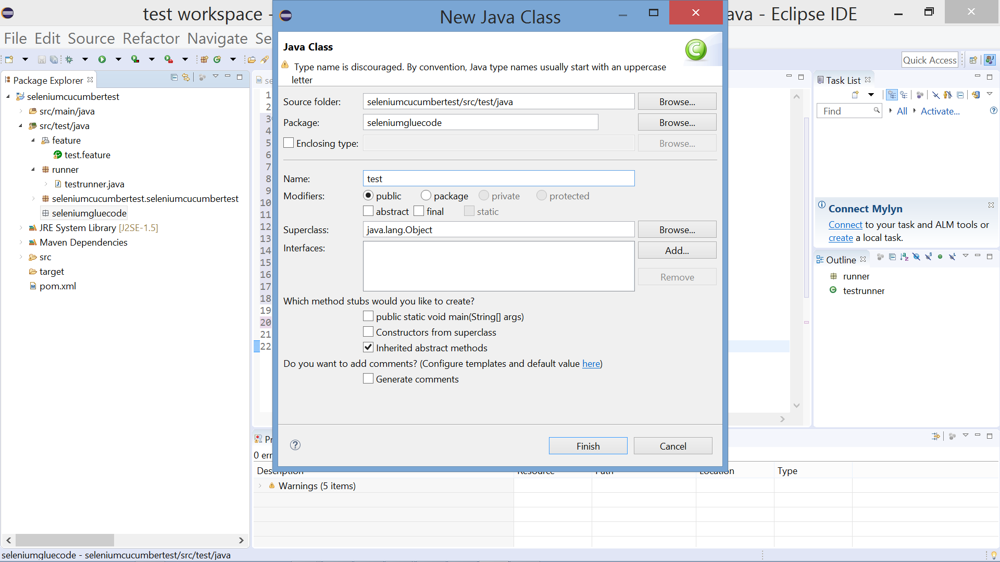 test workspace -
New Java Class
ava - Eclipse IDE
File Edit Source Refactor Navigate Se
Java Class
Type name is discouraged. By convention, Java type names usually start with an uppercase
letter
Quick Access
Package Explorer
seleniumcucumbertest
src/main/java
src/test/java
feature
test.feature
runner
testrunner.java
seleniumcucumbertest.seleniumcucumbertest
seleniumgluecode
JRE System Library [J2SE-1.5]
Maven Dependencies
src
target
pom.xml
se
1
2
3
4
5
6
7
8
9
10
11
12
13
14
15
16
17
18
19
20
21
22
Source folder: seleniumcucumbertest/src/test/java Browse...
Package: seleniumgluecode Browse...
Enclosing type: Browse...
Name: test
Modifiers: public package private protected
abstract final static
Superclass: java.lang.Object Browse...
Interfaces: Add...
Remove
Which method stubs would you like to create?
public static void main(String[] args)
Constructors from superclass
Inherited abstract methods
Do you want to add comments? (Configure templates and default value here)
Generate comments
Finish Cancel
Task List
Find All Activate...
Connect Mylyn
Connect to your task and ALM tools or
create a local task.
Outline
runner
testrunner
Pr
0 err
Description Resource Path Location Type
Warnings (5 items)
seleniumgluecode - seleniumcucumbertest/src/test/java